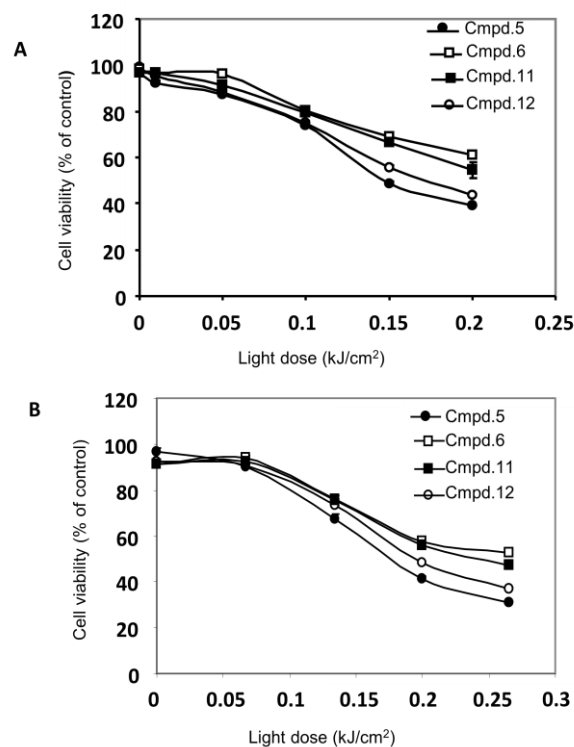 A
Cmpd.5
Cmpd.6
Cmpd.11
Cmpd.12
Cell viability (% of control)
120
100
80
60
40
20
0
0 0.05 0.1 0.15 0.2 0.25
Light dose (kJ/cm²)
B
Cmpd.5
Cmpd.6
Cmpd.11
Cmpd.12
Cell viability (% of control)
120
100
80
60
40
20
0
0 0.05 0.1 0.15 0.2 0.25 0.3
Light dose (kJ/cm²)